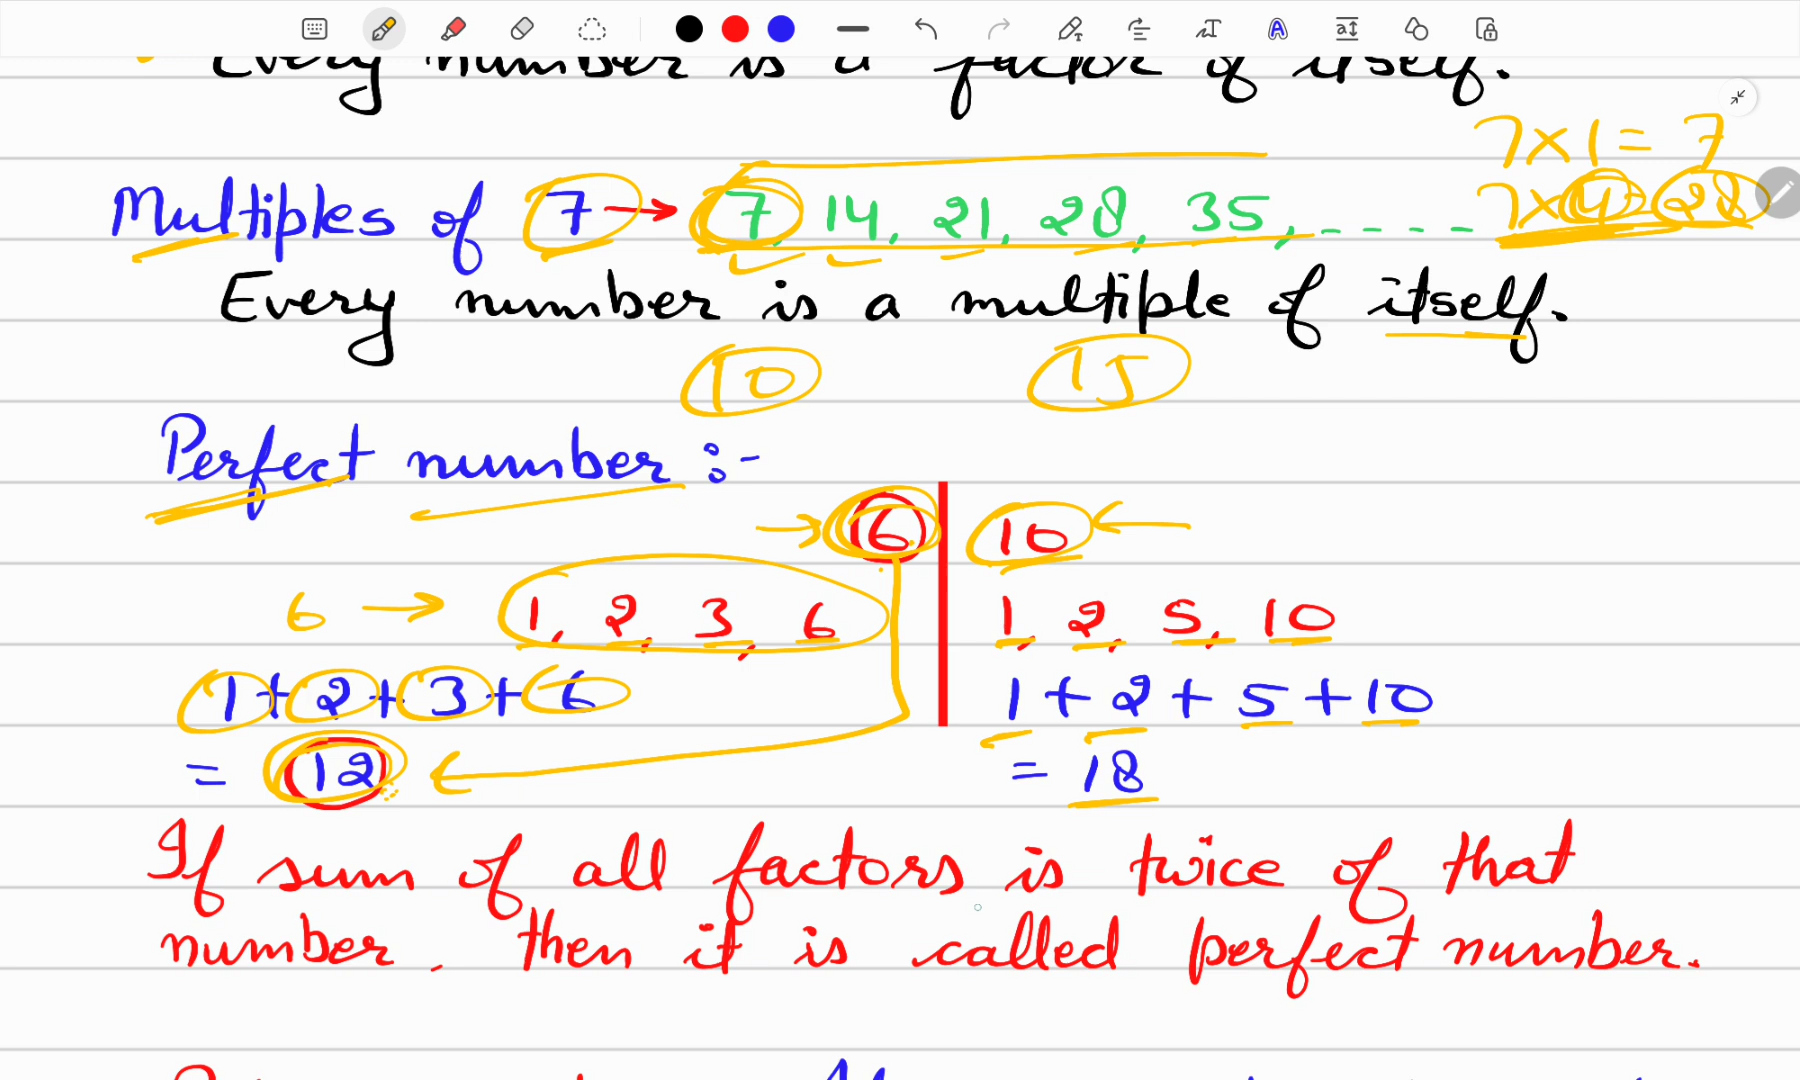 Every number is a factor of itself.
7×1= 7
Multiples of 7→ 7, 14, 21, 28, 35, ---- 7×4 28
Every number is a multiple of itself.
10 15
Perfect number :-
→ 6 10 ←
6 → 1, 2, 3, 6 1, 2, 5, 10
1+2+3+6 1 + 2 + 5 + 10
= 12 ← = 18
If sum of all factors is twice of that
number. then it is called perfect number.